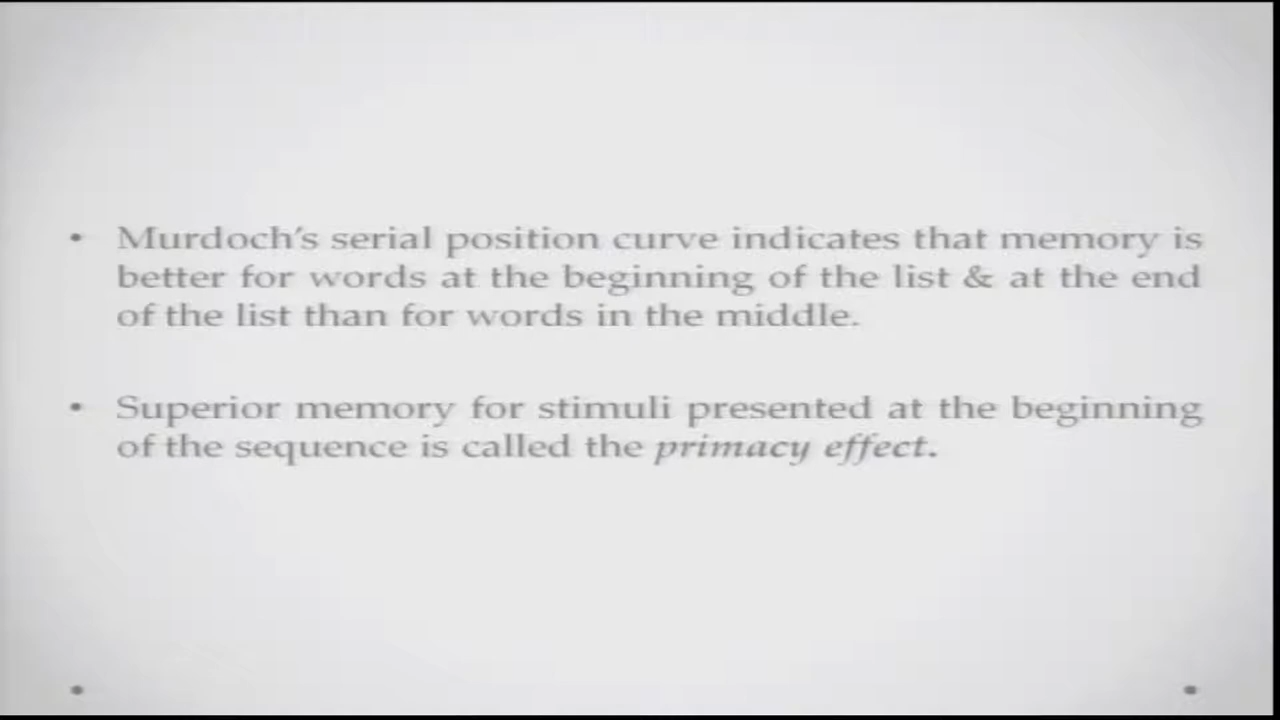 • Murdoch's serial position curve indicates that memory is
better for words at the beginning of the list & at the end
of the list than for words in the middle.
• Superior memory for stimuli presented at the beginning
of the sequence is called the primacy effect.